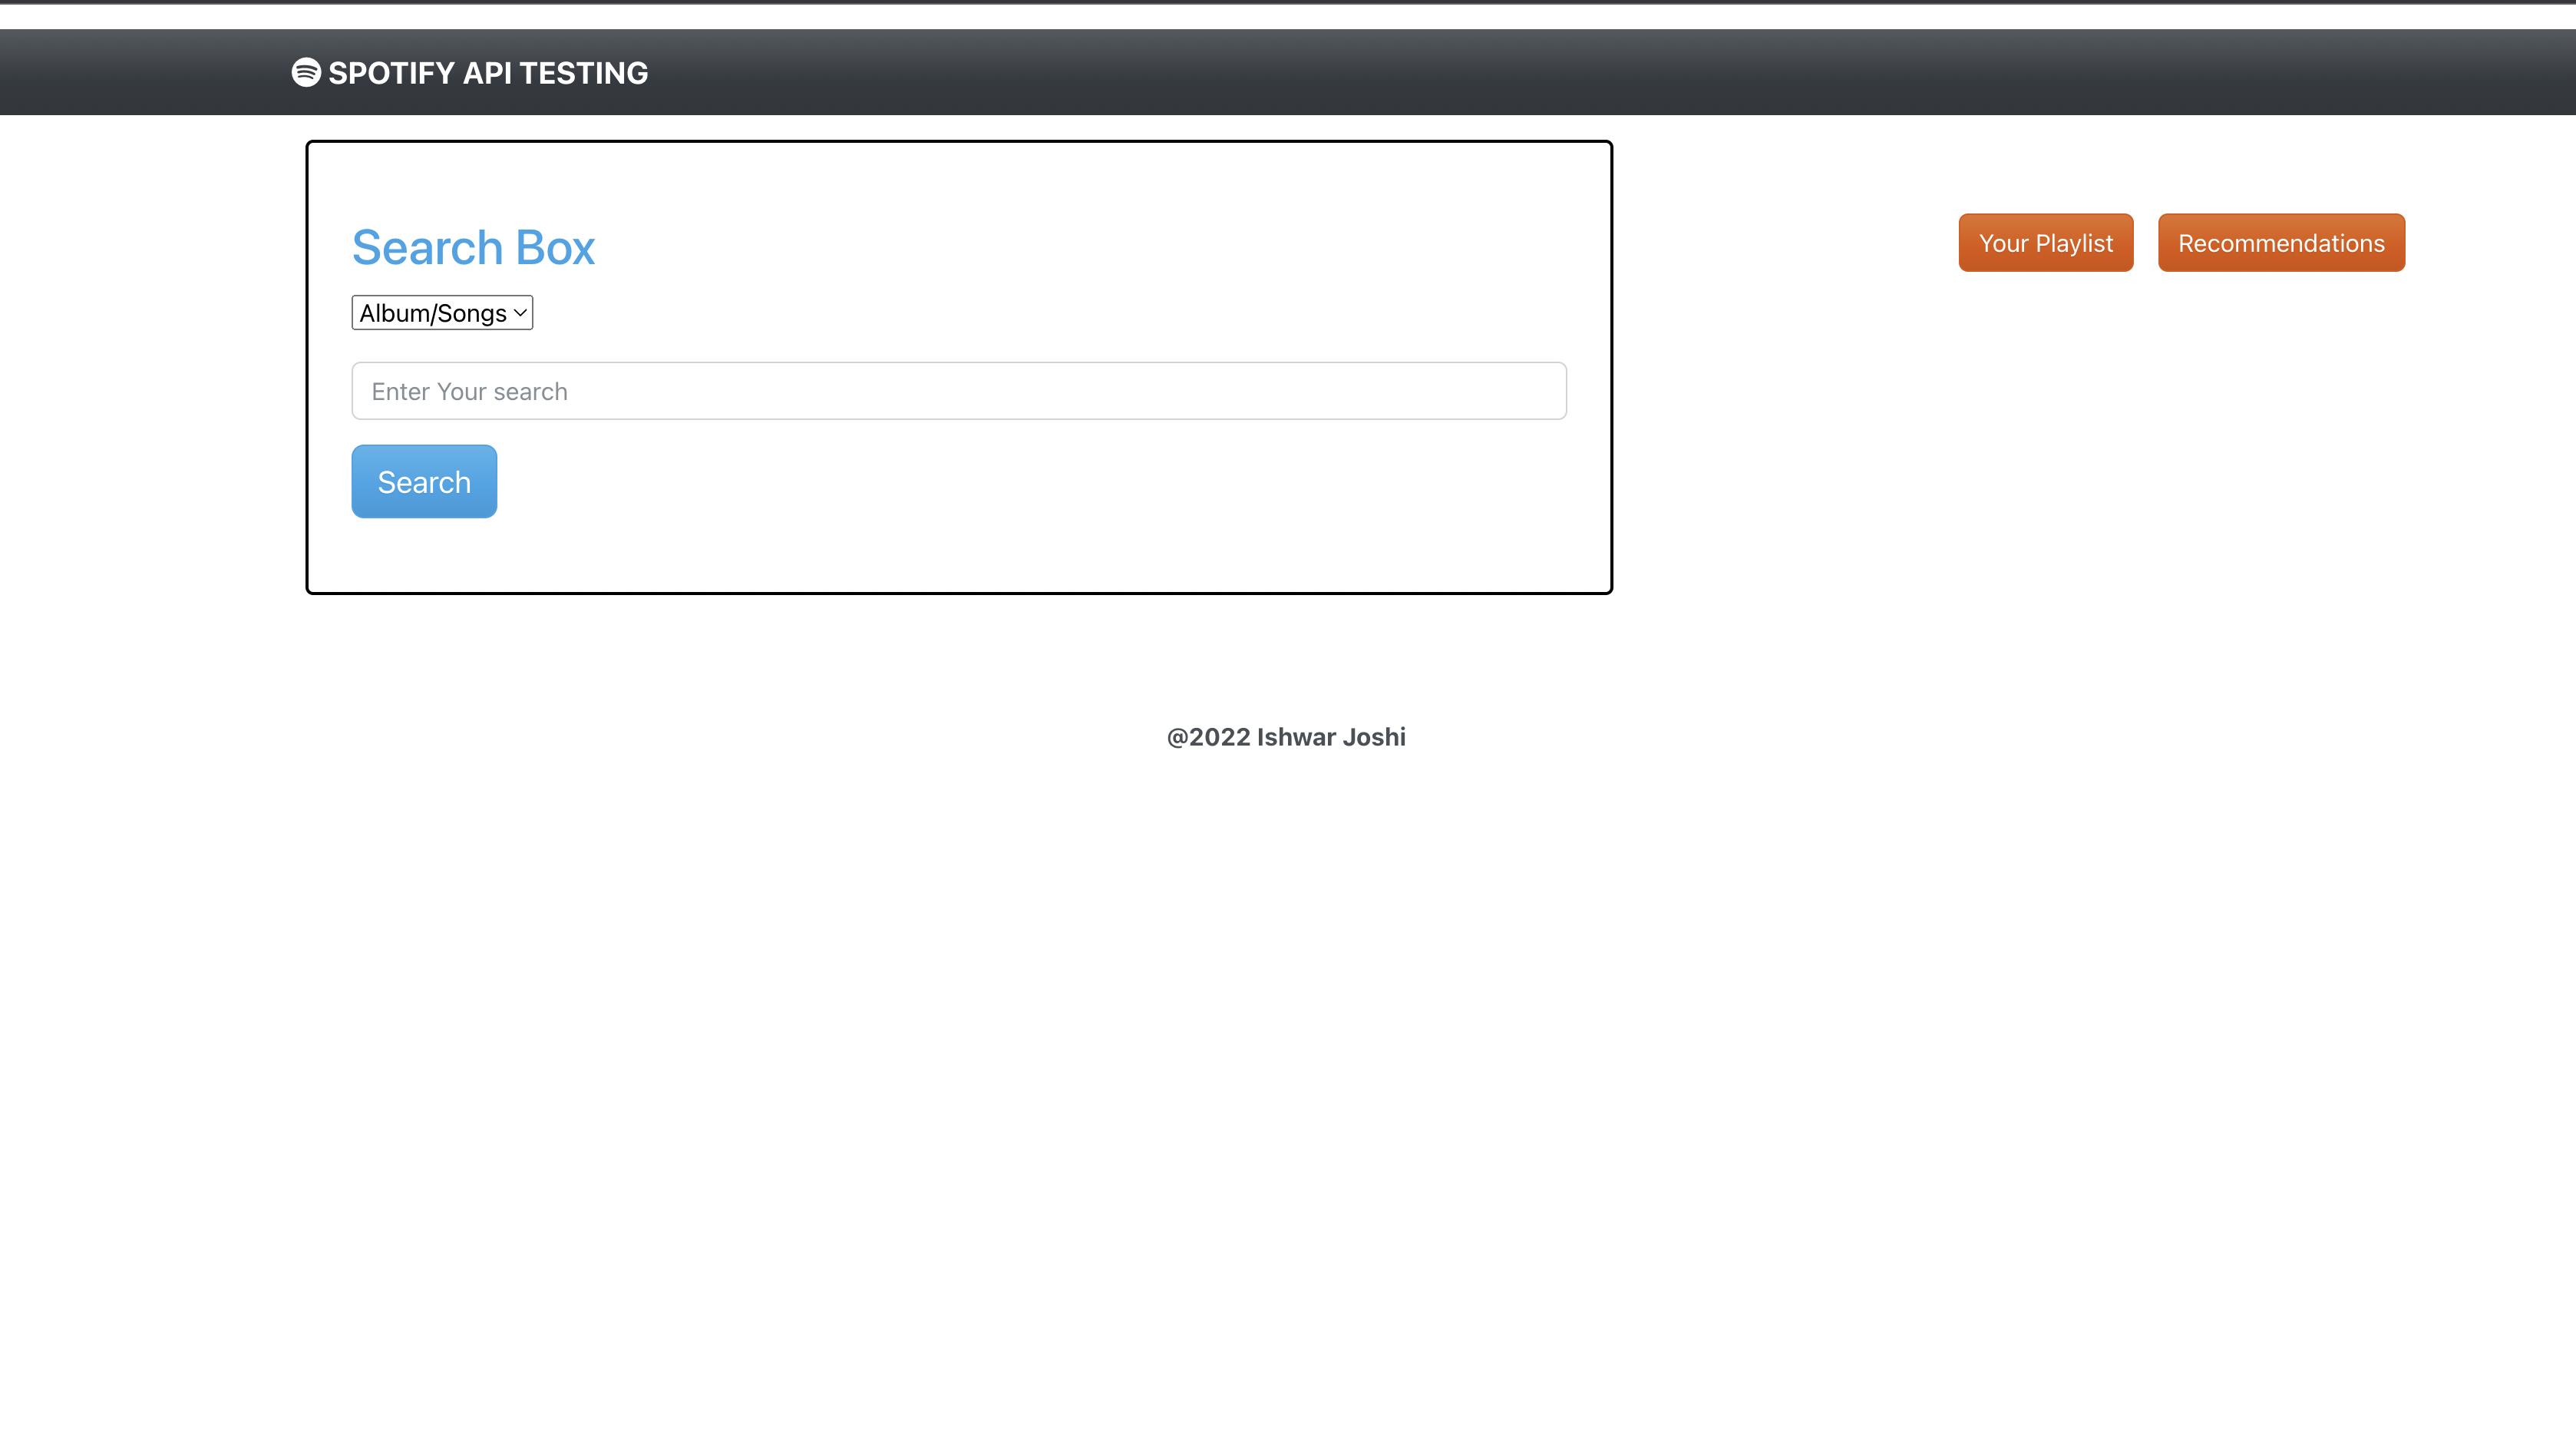 SPOTIFY API TESTING
Search Box
Album/Songs
Enter Your search
Search
Your Playlist
Recommendations
@2022 Ishwar Joshi